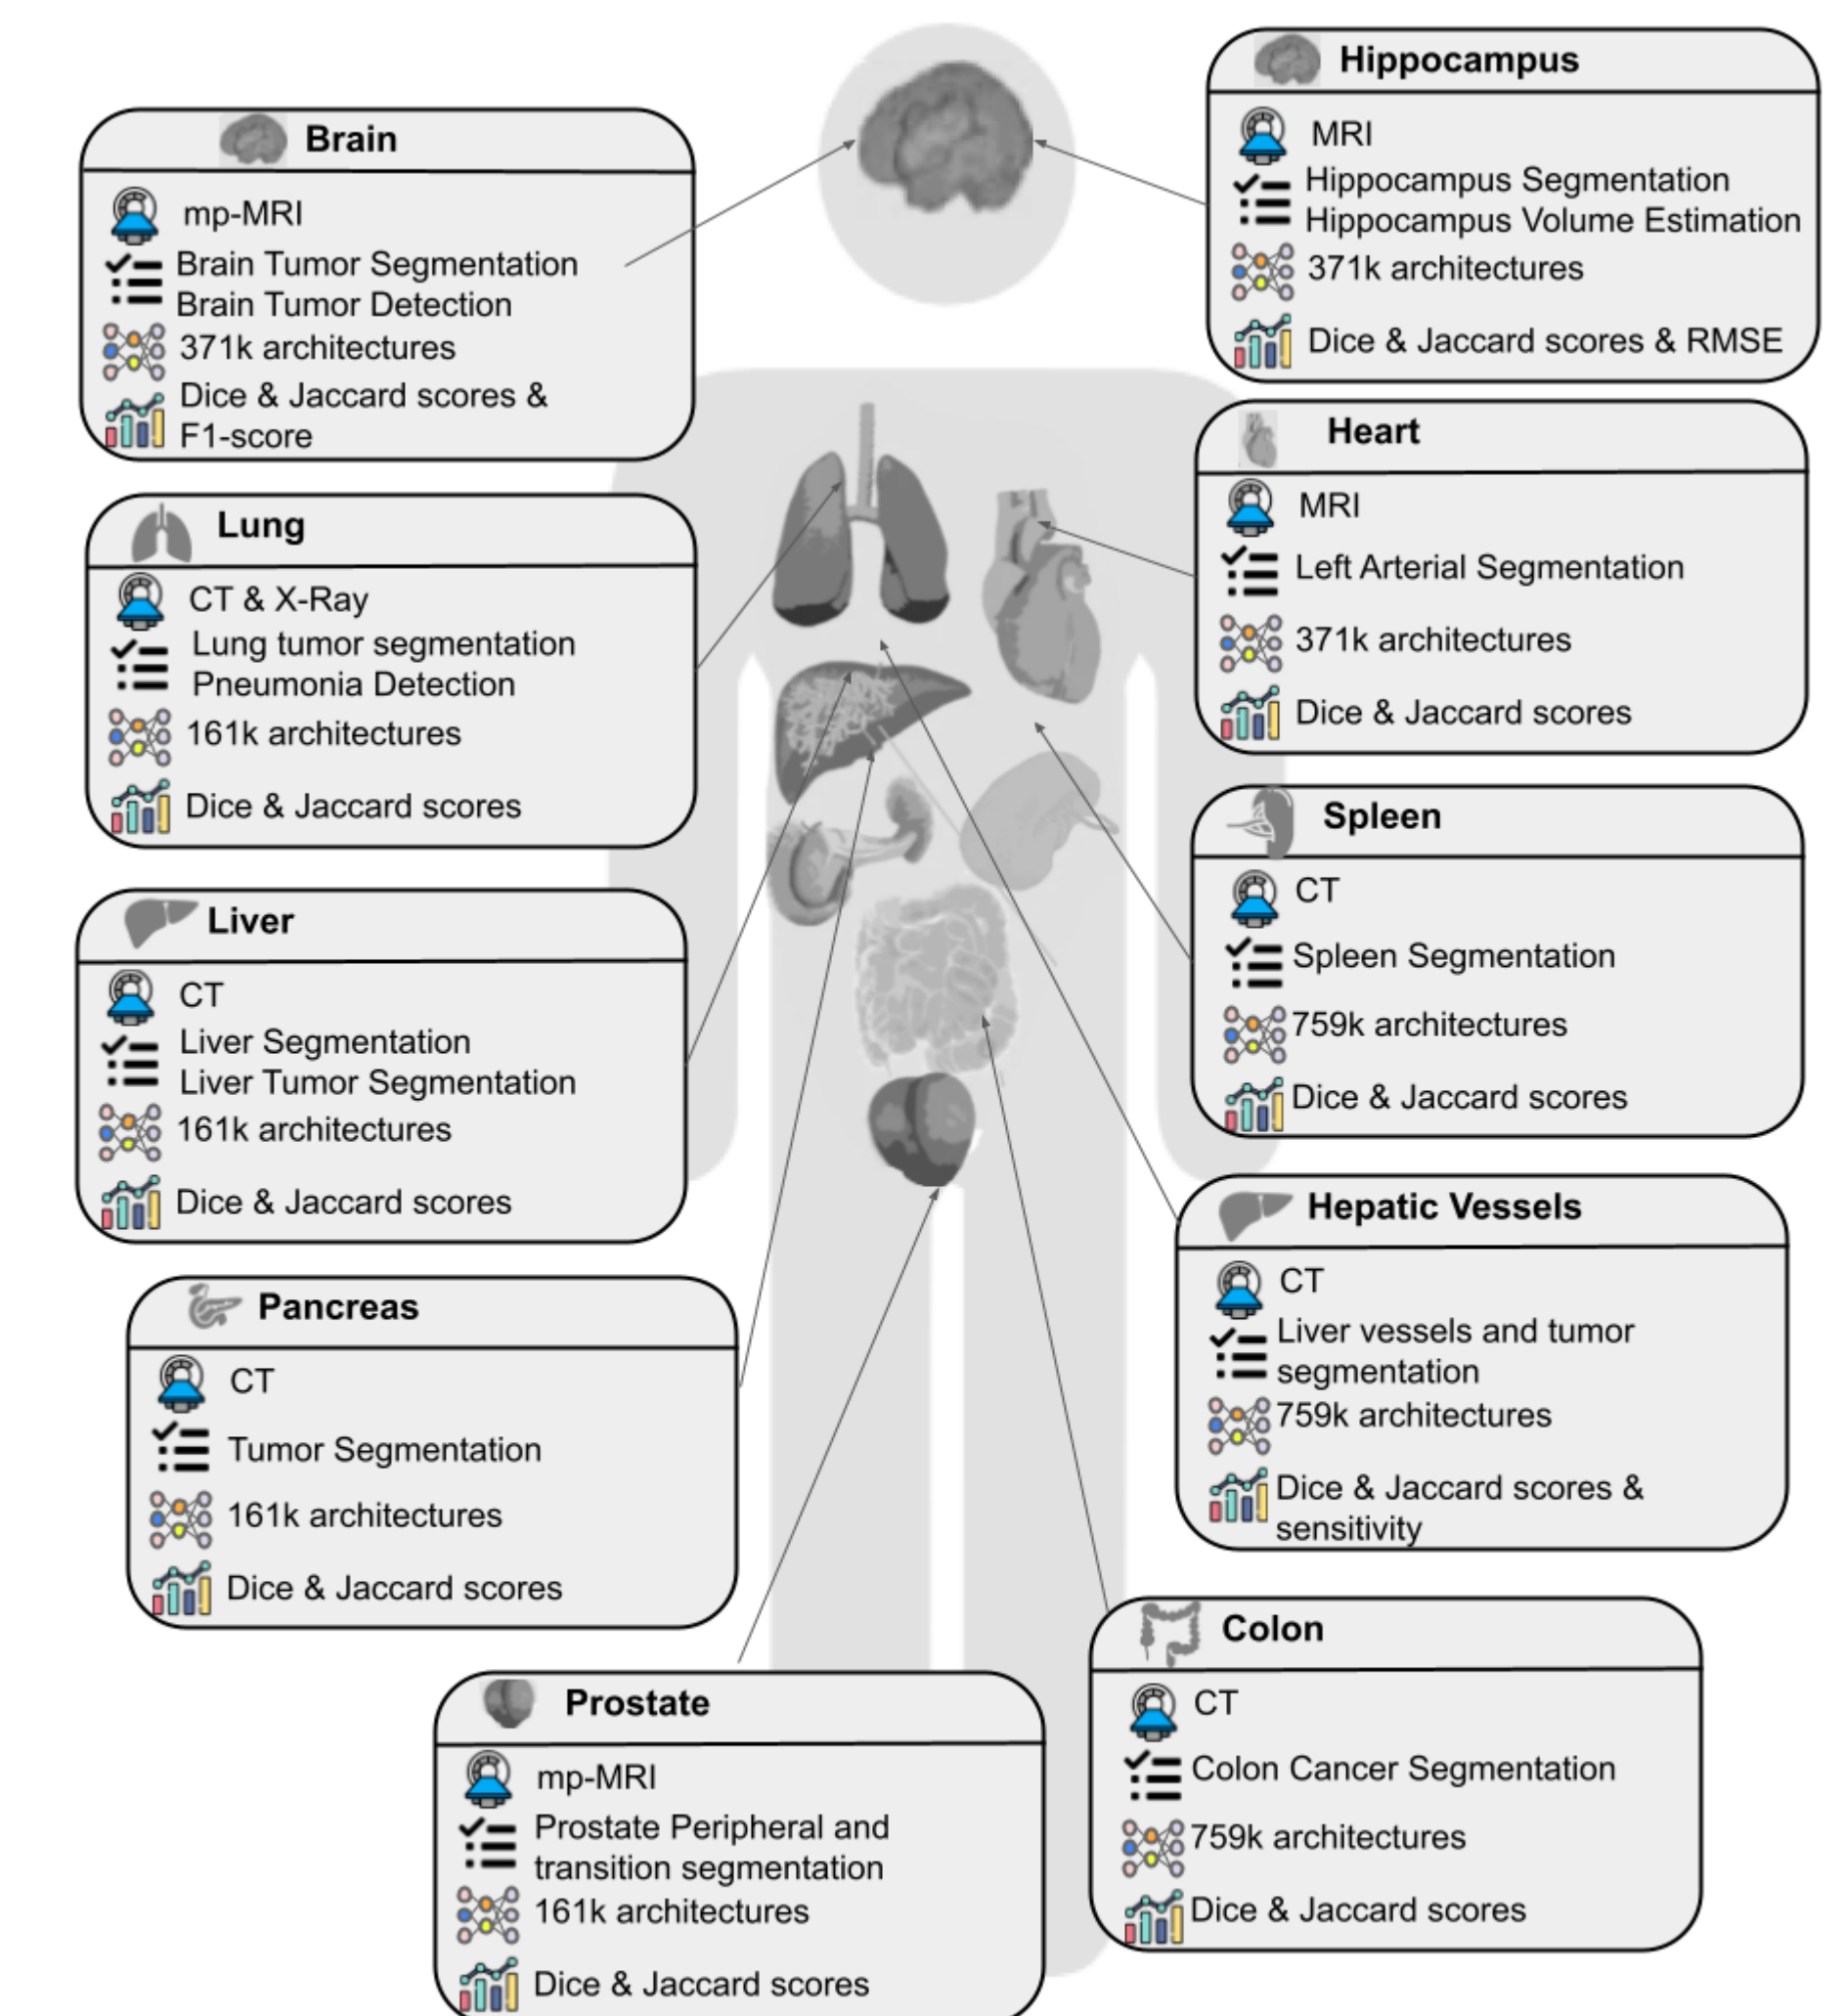 Hippocampus
MRI
Hippocampus Segmentation
Hippocampus Volume Estimation
371k architectures
Dice & Jaccard scores & RMSE
Brain
mp-MRI
Brain Tumor Segmentation
Brain Tumor Detection
371k architectures
Dice & Jaccard scores &
F1-score
Heart
MRI
Left Arterial Segmentation
371k architectures
Dice & Jaccard scores
Lung
CT & X-Ray
Lung tumor segmentation
Pneumonia Detection
161k architectures
Dice & Jaccard scores
Spleen
CT
Spleen Segmentation
759k architectures
Dice & Jaccard scores
Liver
CT
Liver Segmentation
Liver Tumor Segmentation
161k architectures
Dice & Jaccard scores
Hepatic Vessels
CT
Liver vessels and tumor
segmentation
759k architectures
Dice & Jaccard scores &
sensitivity
Pancreas
CT
Tumor Segmentation
161k architectures
Dice & Jaccard scores
Colon
CT
Colon Cancer Segmentation
759k architectures
Dice & Jaccard scores
Prostate
mp-MRI
Prostate Peripheral and
transition segmentation
161k architectures
Dice & Jaccard scores